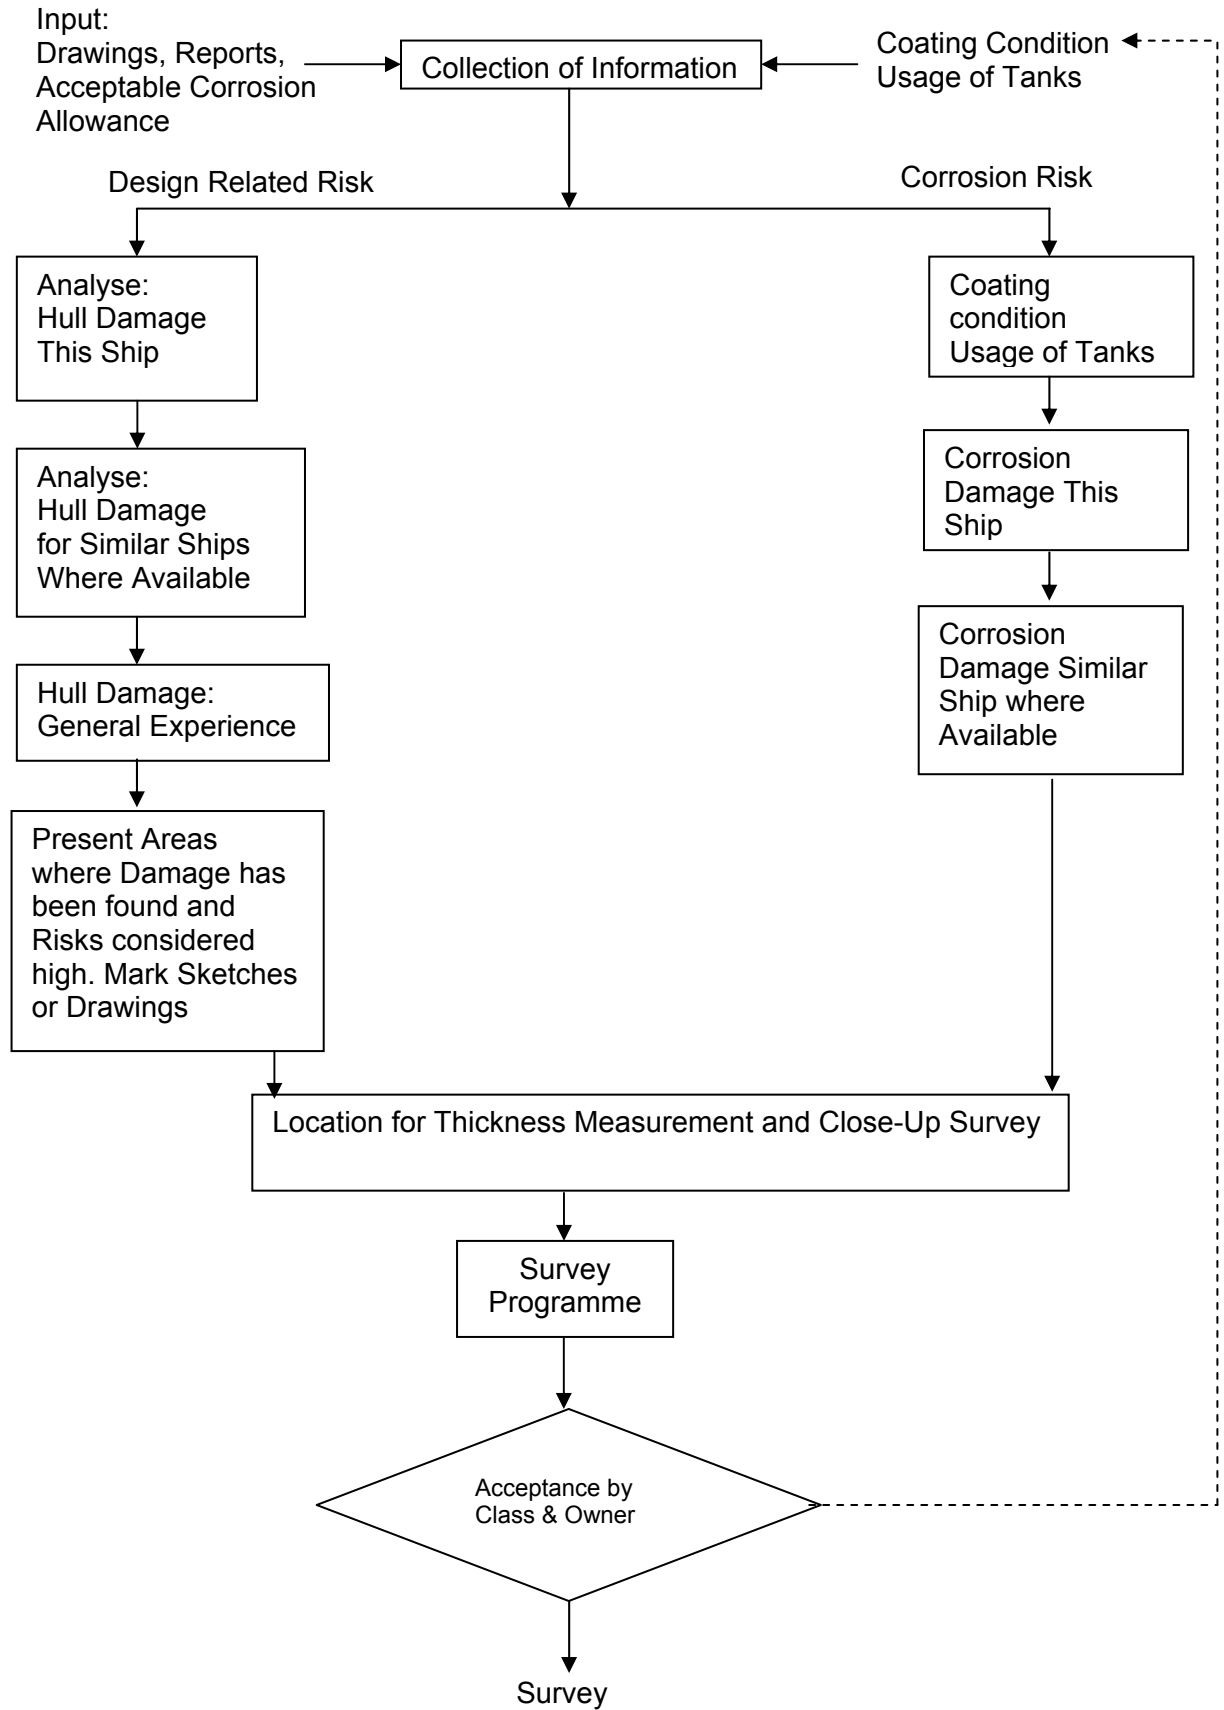 Input:
Drawings, Reports,
Acceptable Corrosion
Allowance
Collection of Information
Coating Condition
Usage of Tanks
Design Related Risk
Corrosion Risk
Analyse:
Hull Damage
This Ship
Analyse:
Hull Damage
for Similar Ships
Where Available
Hull Damage:
General Experience
Present Areas
where Damage has
been found and
Risks considered
high. Mark Sketches
or Drawings
Coating
condition
Usage of Tanks
Corrosion
Damage This
Ship
Corrosion
Damage Similar
Ship where
Available
Location for Thickness Measurement and Close-Up Survey
Survey
Programme
Acceptance by
Class & Owner
Survey